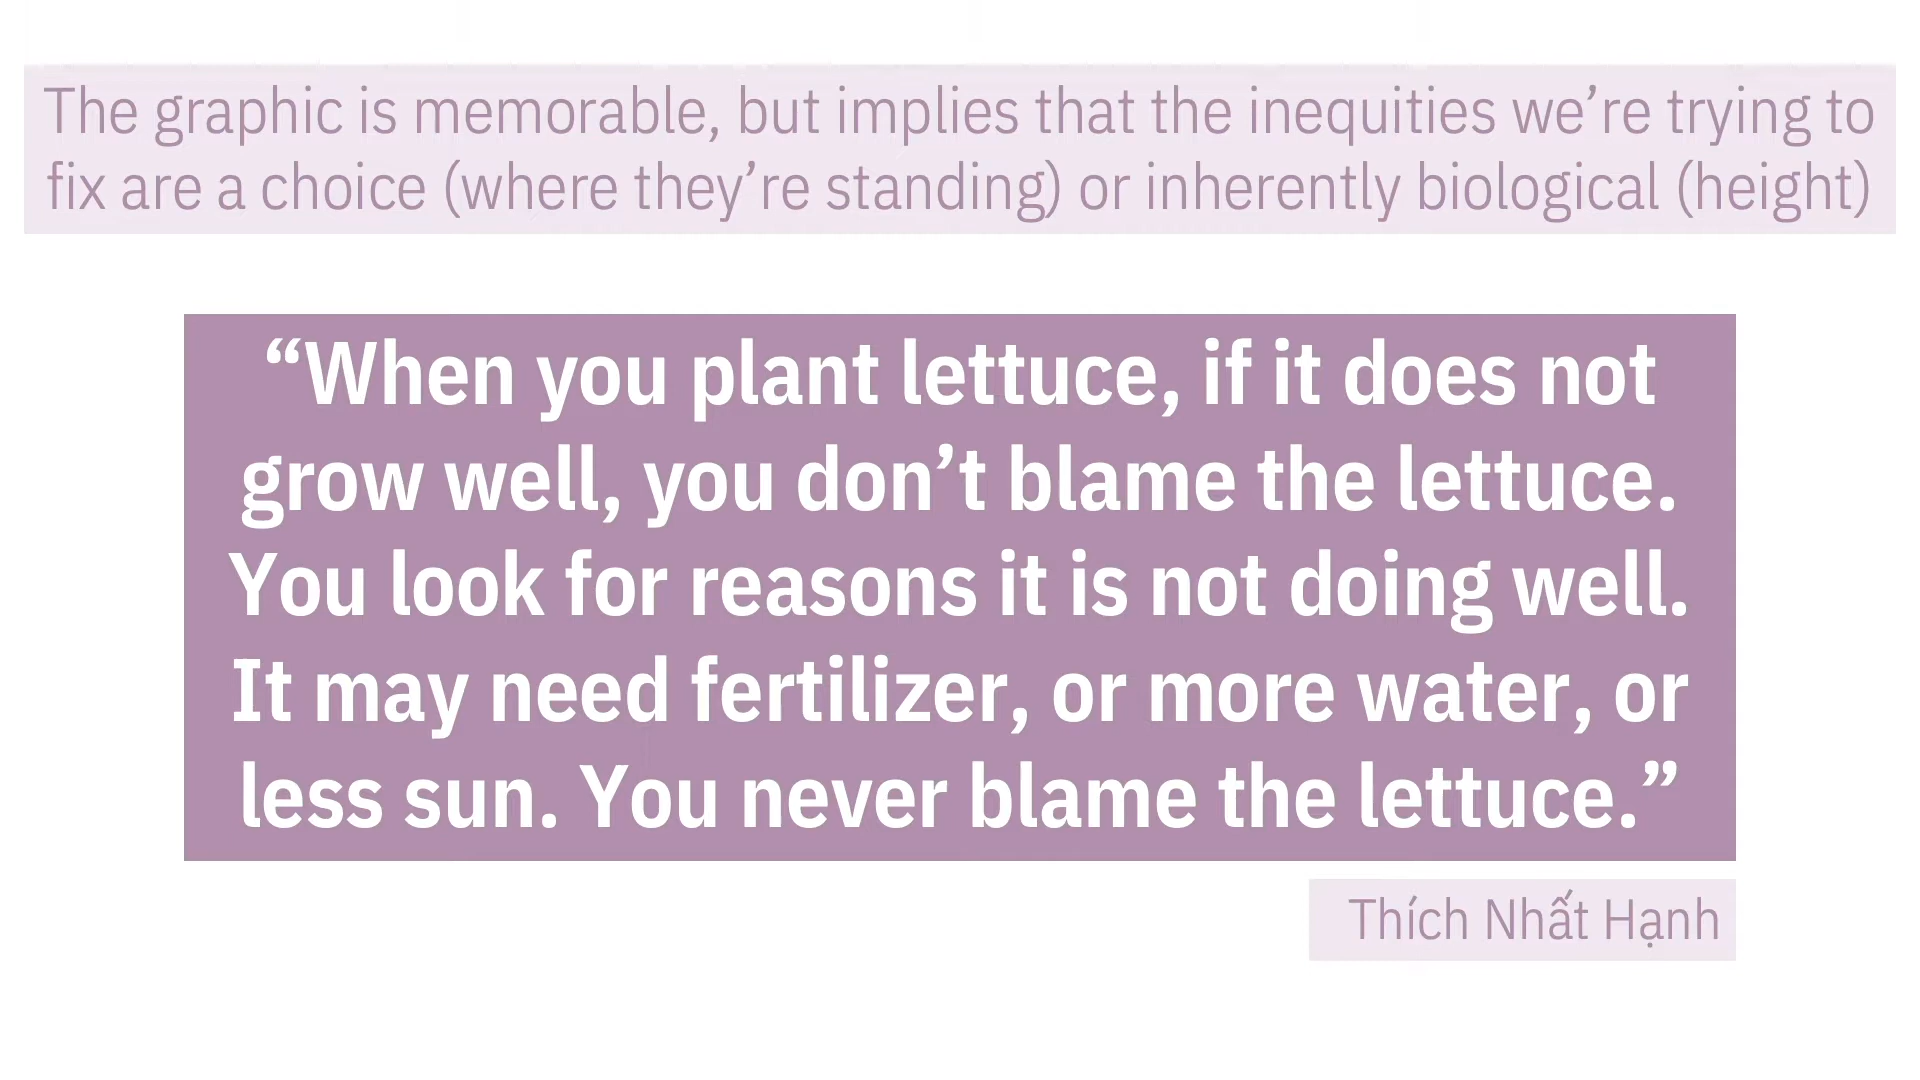 The graphic is memorable, but implies that the inequities we’re trying to
fix are a choice (where they’re standing) or inherently biological (height)
“When you plant lettuce, if it does not
grow well, you don’t blame the lettuce.
You look for reasons it is not doing well.
It may need fertilizer, or more water, or
less sun. You never blame the lettuce.”
Thích Nhất Hạnh